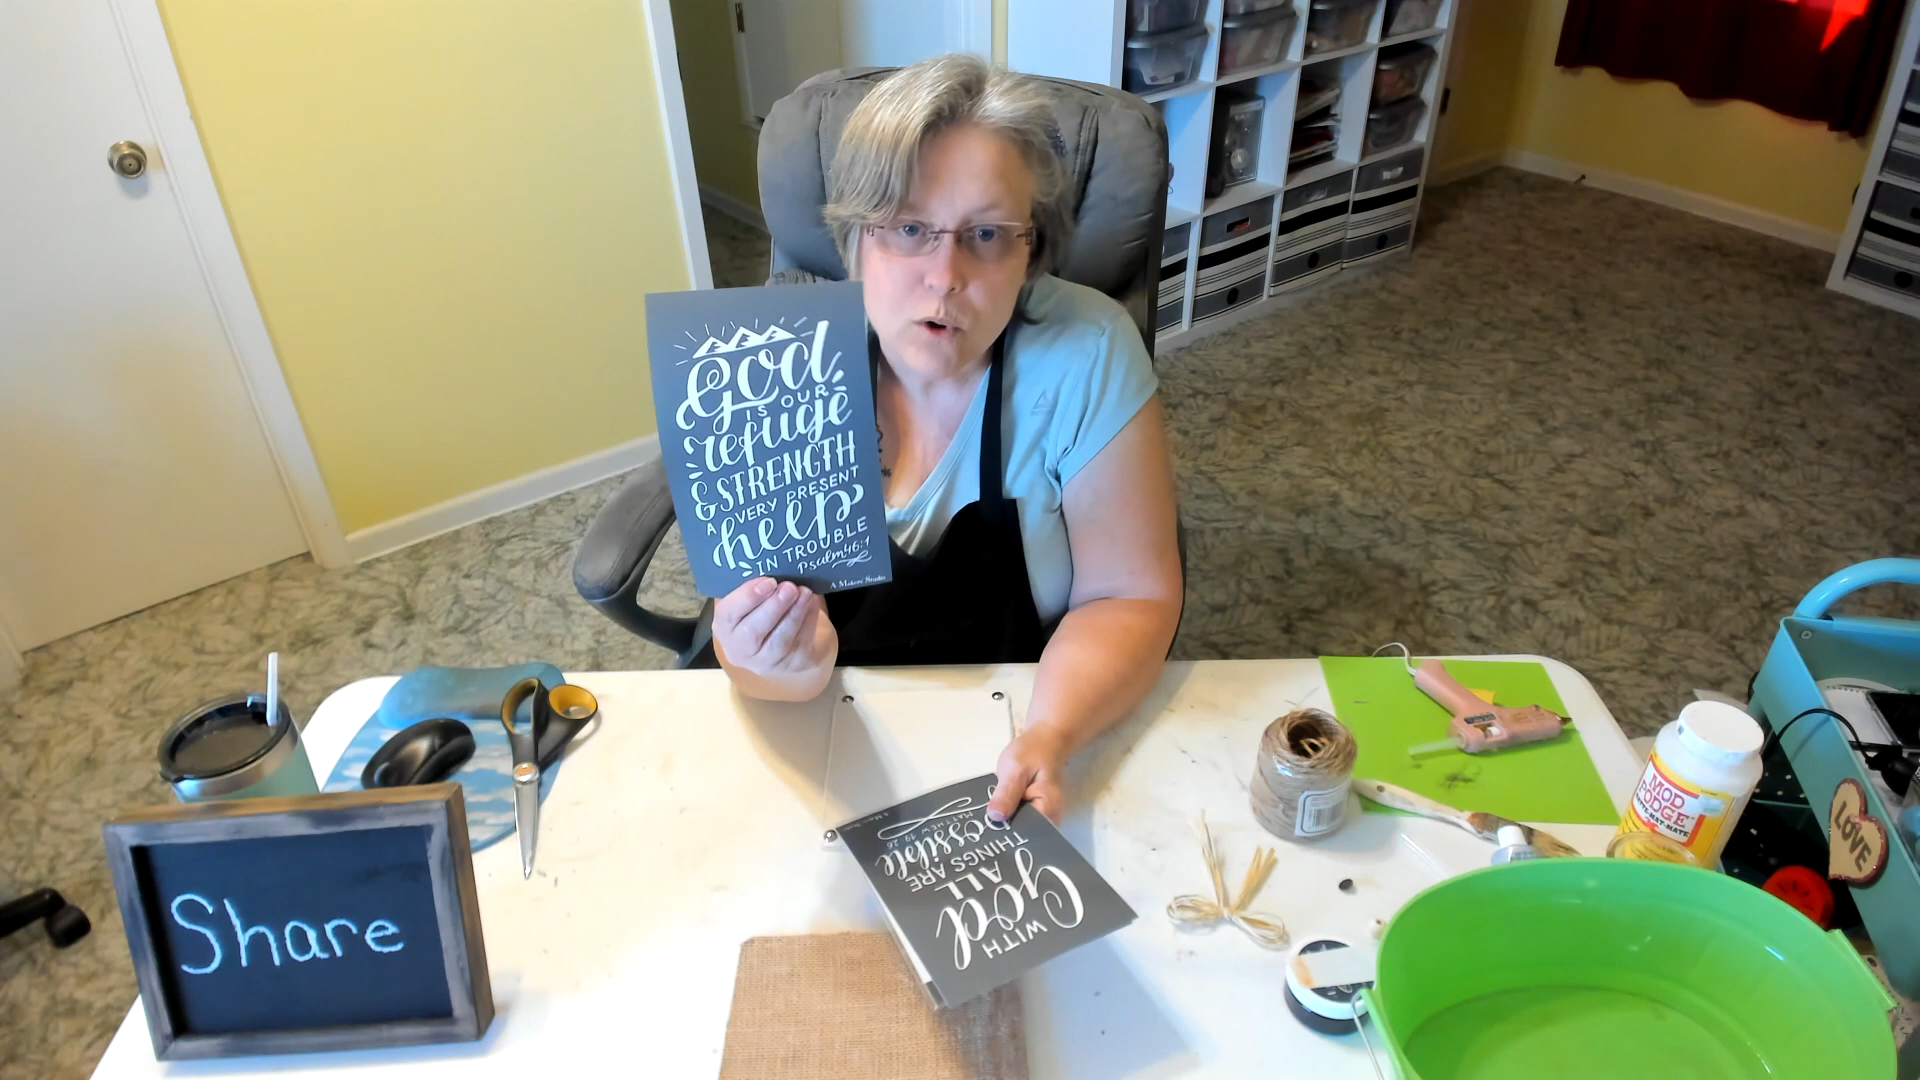 God
IS OUR
refuge
& STRENGTH
A VERY PRESENT
help
IN TROUBLE
Psalm 46:1
A Makers' Studio
WITH
God
ALL
THINGS ARE
possible
MATTHEW 19:26
Share
MOD
PODGE
LOVE